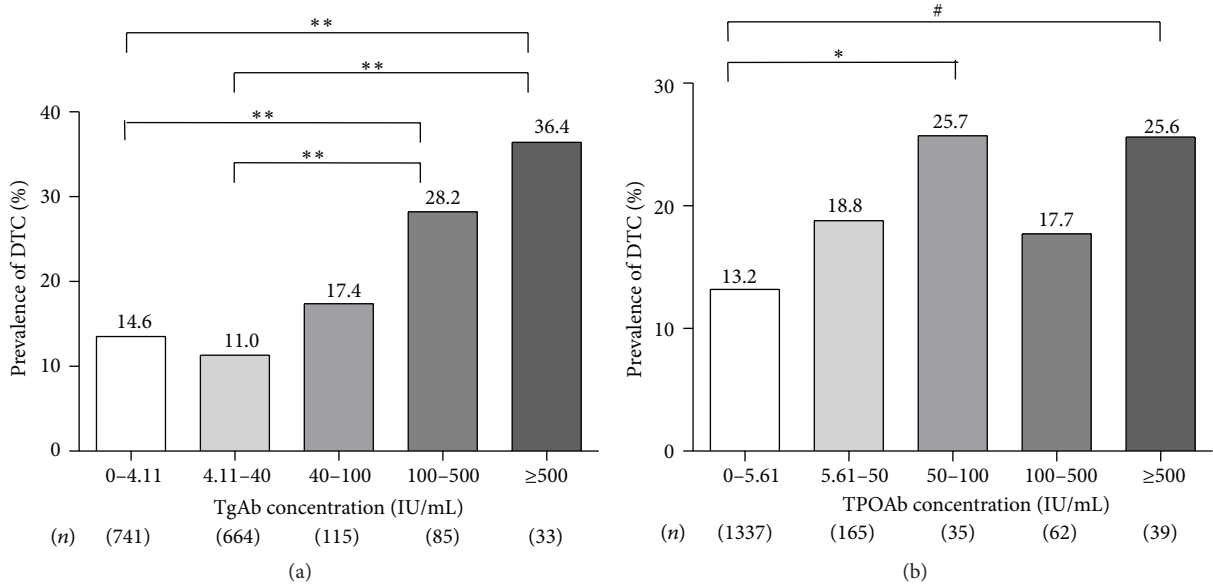 **
**
**
**
40
30
20
10
0
Prevalence of DTC (%)
14.6
11.0
17.4
28.2
36.4
0–4.11 4.11–40 40–100 100–500 ≥500
TgAb concentration (IU/mL)
(n) (741) (664) (115) (85) (33)
(a)
#
*
30
20
10
0
Prevalence of DTC (%)
13.2
18.8
25.7
17.7
25.6
0–5.61 5.61–50 50–100 100–500 ≥500
TPOAb concentration (IU/mL)
(n) (1337) (165) (35) (62) (39)
(b)